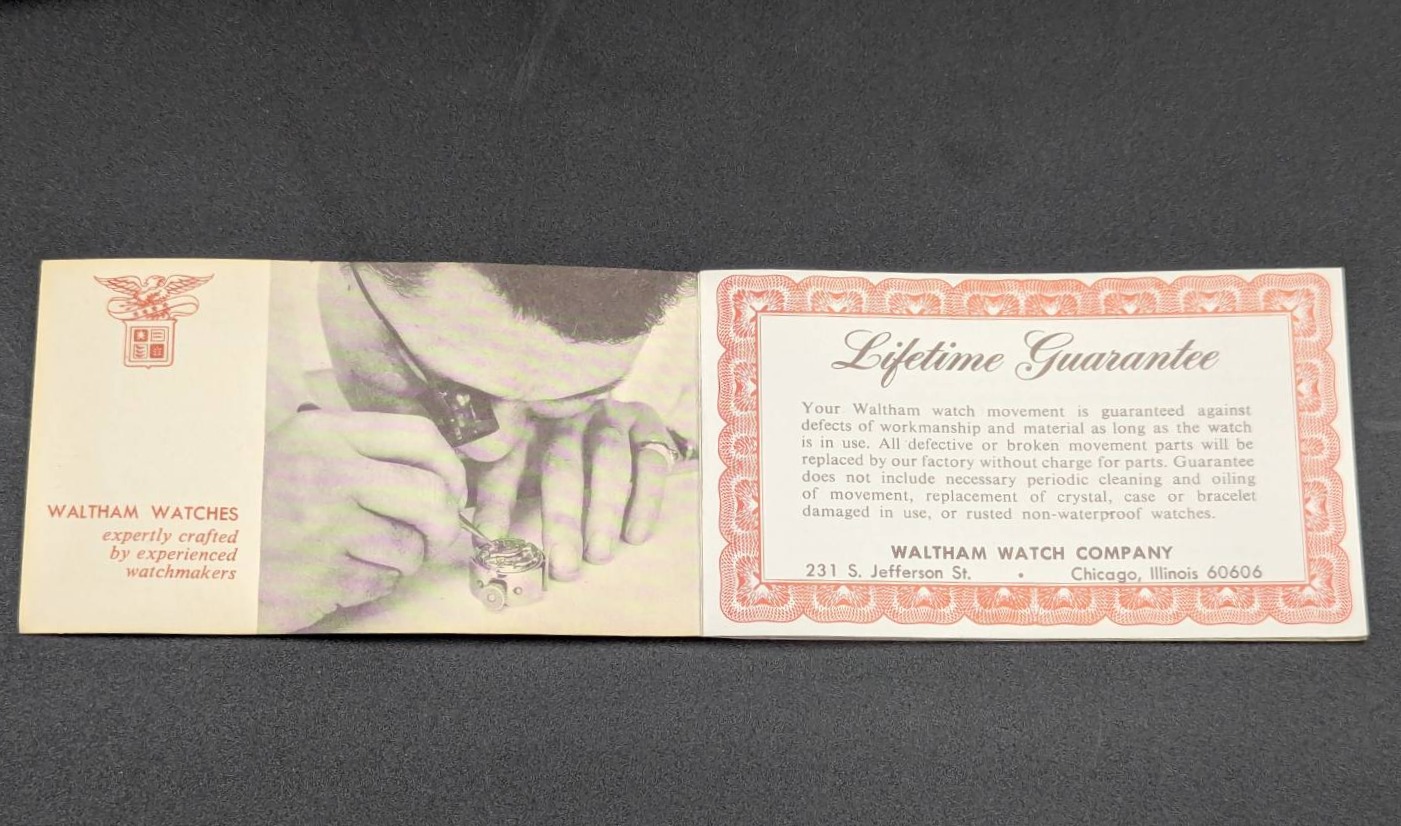 WALTHAM WATCHES
expertly crafted
by experienced
watchmakers
Lifetime Guarantee
Your Waltham watch movement is guaranteed against
defects of workmanship and material as long as the watch
is in use. All defective or broken movement parts will be
replaced by our factory without charge for parts. Guarantee
does not include necessary periodic cleaning and oiling
of movement, replacement of crystal, case or bracelet
damaged in use, or rusted non-waterproof watches.
WALTHAM WATCH COMPANY
231 S. Jefferson St. • Chicago, Illinois 60606